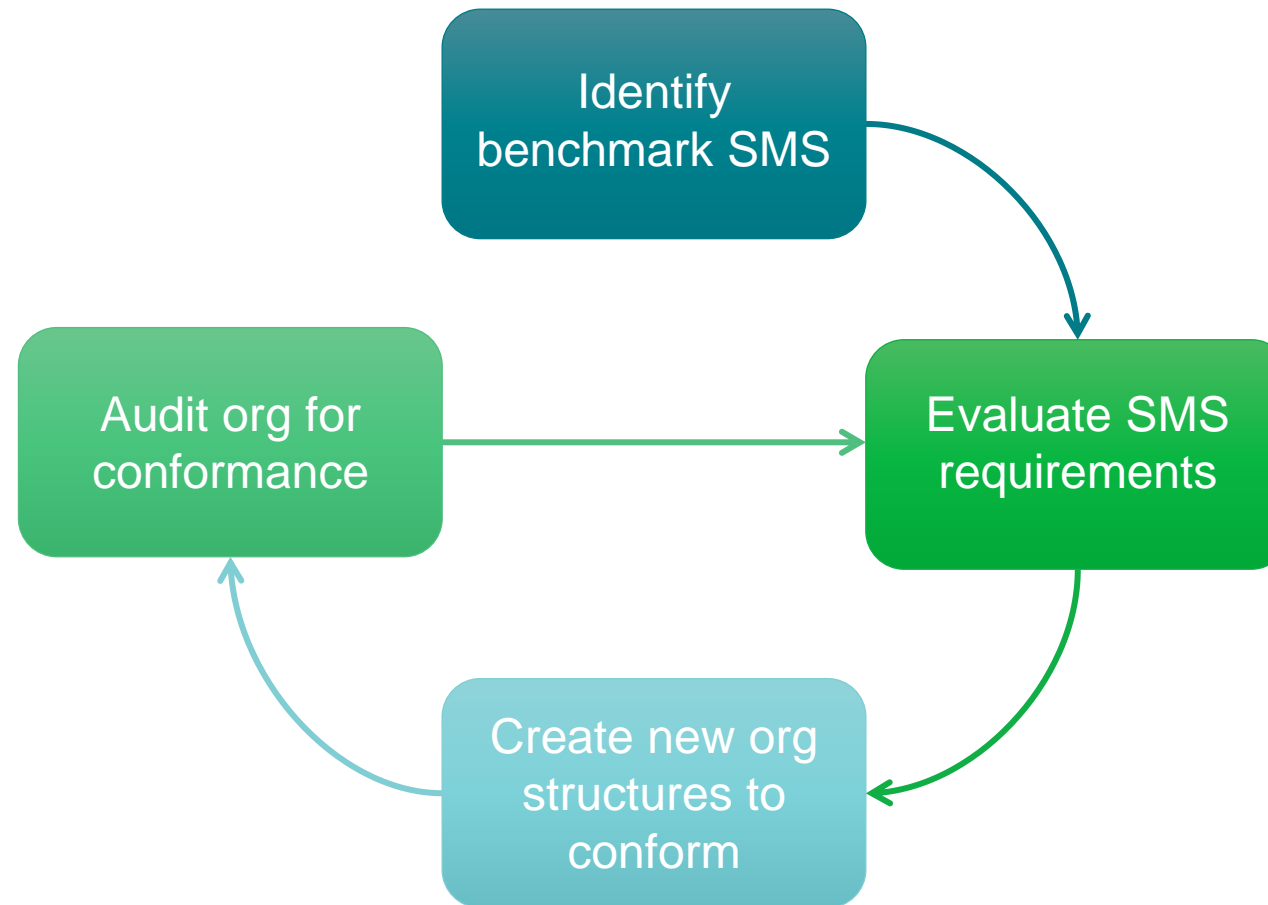 Identify
benchmark SMS
Audit org for
conformance
Evaluate SMS
requirements
Create new org
structures to
conform